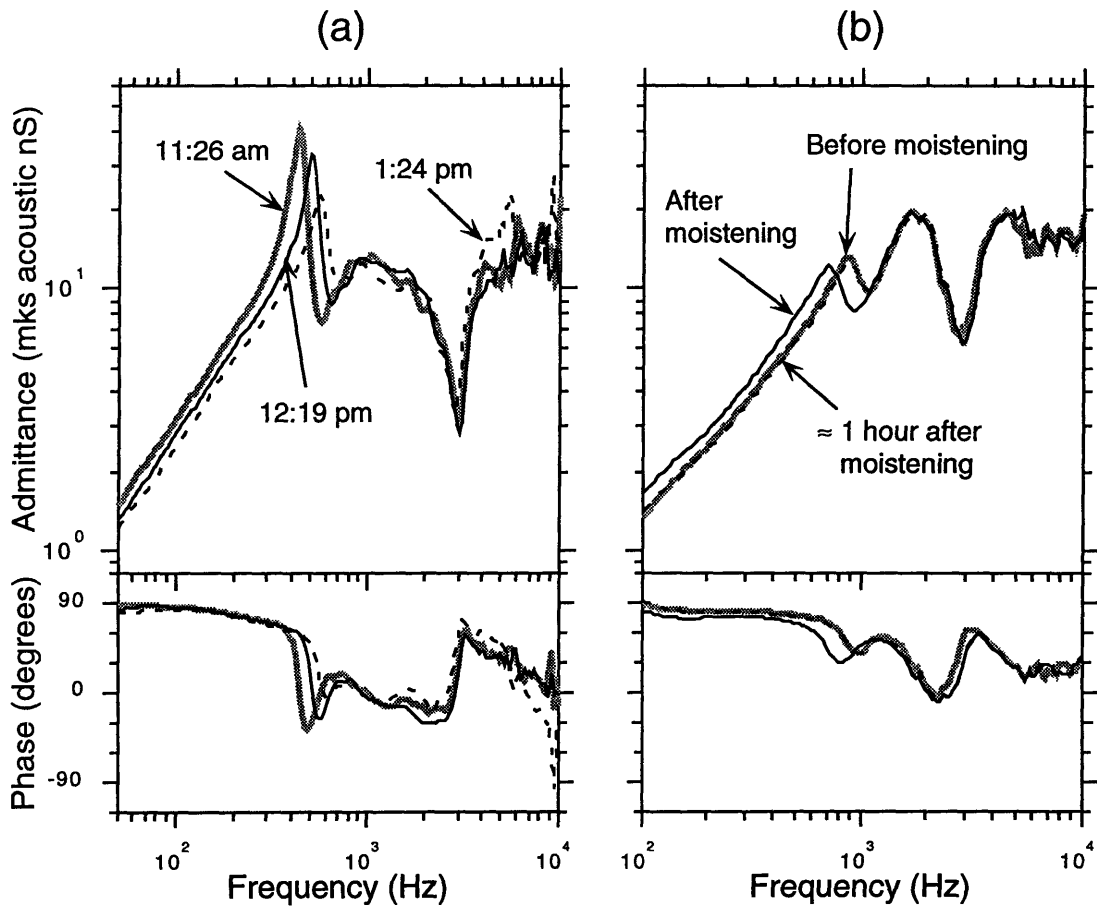 (a)
(b)
Admittance (mks acoustic nS)
10¹
10⁰
11:26 am
1:24 pm
12:19 pm
Before moistening
After
moistening
≈ 1 hour after
moistening
Phase (degrees)
90
0
-90
10²
10³
10⁴
Frequency (Hz)
10²
10³
10⁴
Frequency (Hz)